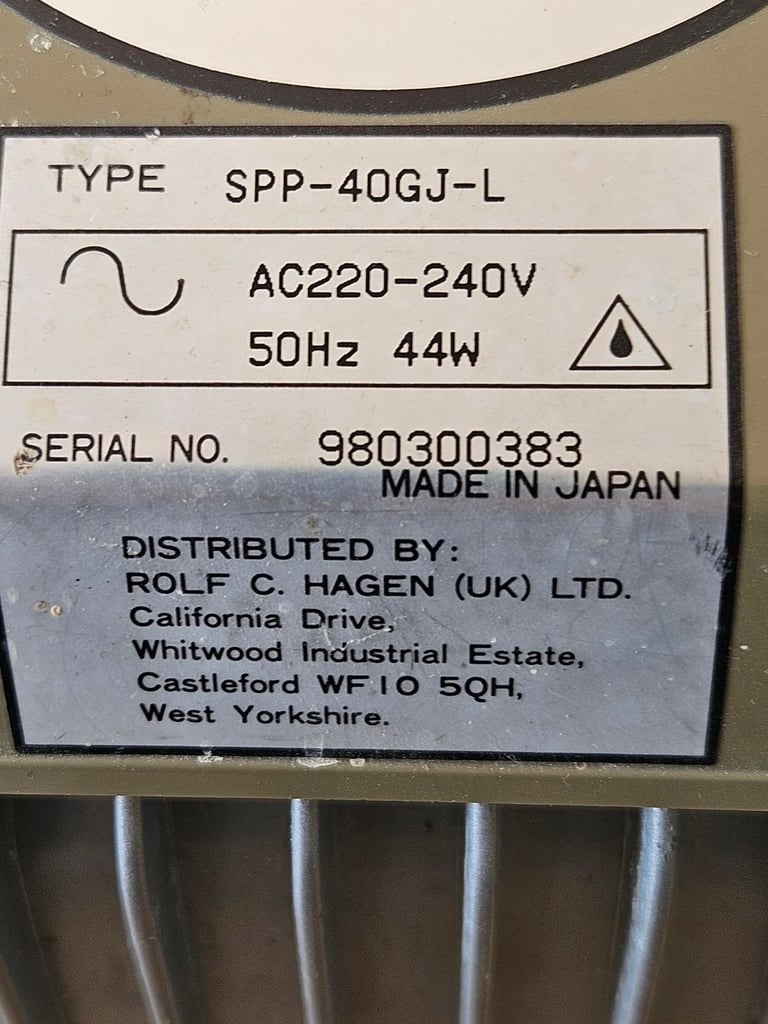 TYPE SPP-40GJ-L
AC220-240V
50Hz 44W
SERIAL NO. 980300383
MADE IN JAPAN
DISTRIBUTED BY:
ROLF C. HAGEN (UK) LTD.
California Drive,
Whitwood Industrial Estate,
Castleford WF10 5QH,
West Yorkshire.